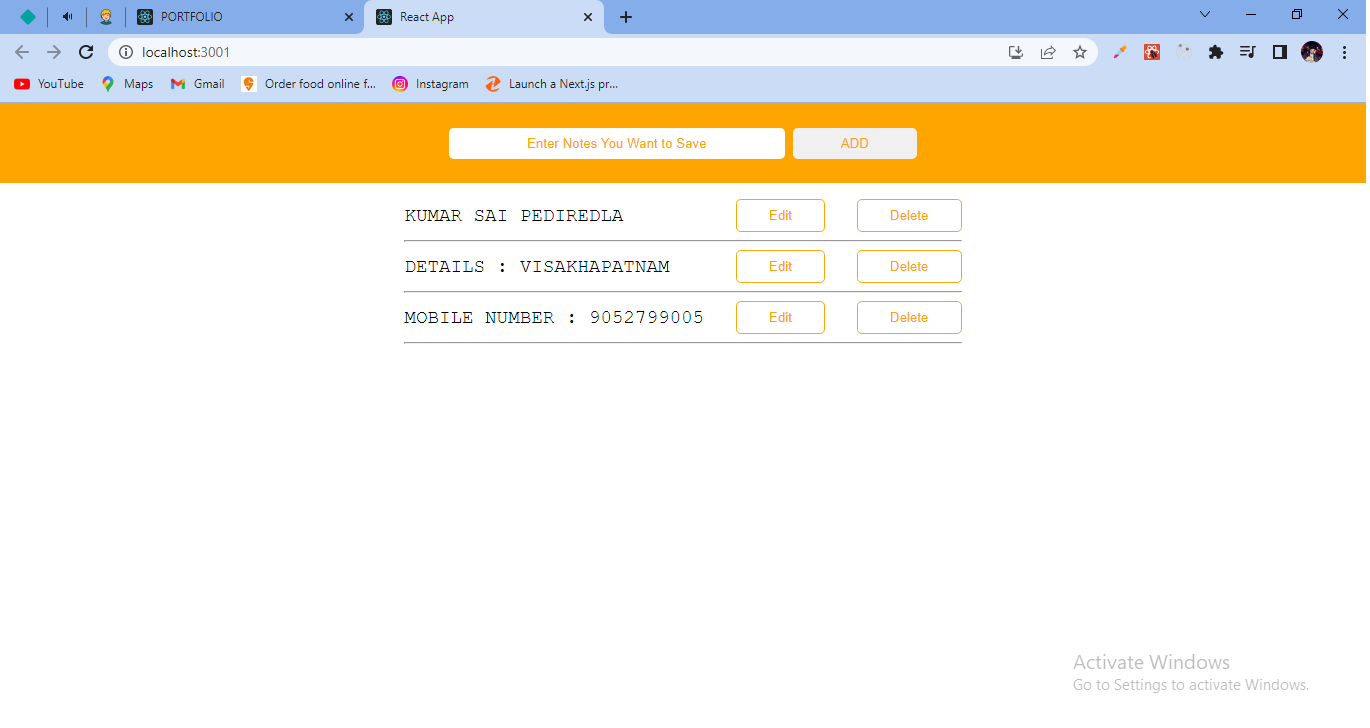 PORTFOLIO
React App
localhost:3001
YouTube Maps Gmail Order food online f... Instagram Launch a Next.js pr...
Enter Notes You Want to Save ADD
KUMAR SAI PEDIREDLA Edit Delete
DETAILS : VISAKHAPATNAM Edit Delete
MOBILE NUMBER : 9052799005 Edit Delete
Activate Windows
Go to Settings to activate Windows.